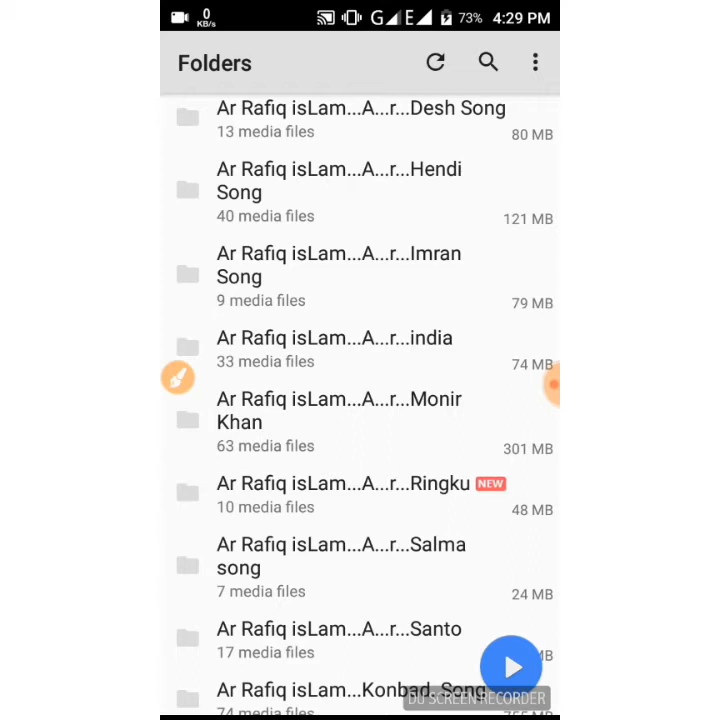 0
KB/s
G E 73% 4:29 PM
Folders
Ar Rafiq isLam...A...r...Desh Song
13 media files
80 MB
Ar Rafiq isLam...A...r...Hendi
Song
40 media files
121 MB
Ar Rafiq isLam...A...r...Imran
Song
9 media files
79 MB
Ar Rafiq isLam...A...r...india
33 media files
74 MB
Ar Rafiq isLam...A...r...Monir
Khan
63 media files
301 MB
Ar Rafiq isLam...A...r...Ringku NEW
10 media files
48 MB
Ar Rafiq isLam...A...r...Salma
song
7 media files
24 MB
Ar Rafiq isLam...A...r...Santo
17 media files
MB
Ar Rafiq isLam...Konbad. Song
DU SCREEN RECORDER
74 media files